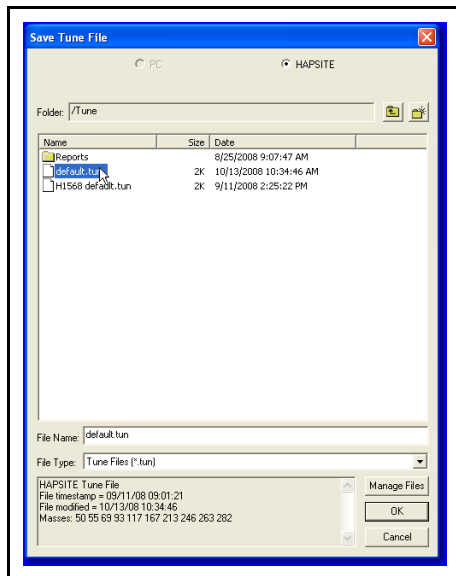 Save Tune File
PC HAPSITE
Folder: /Tune
Name Size Date
Reports 8/25/2008 9:07:47 AM
default.tun 2K 10/13/2008 10:34:46 AM
H1568 default.tun 2K 9/11/2008 2:25:22 PM
File Name: default.tun
File Type: Tune Files (*.tun)
HAPSITE Tune File
File timestamp = 09/11/08 09:01:21
File modified = 10/13/08 10:34:46
Masses: 50 55 69 93 117 167 213 246 263 282
Manage Files
OK
Cancel